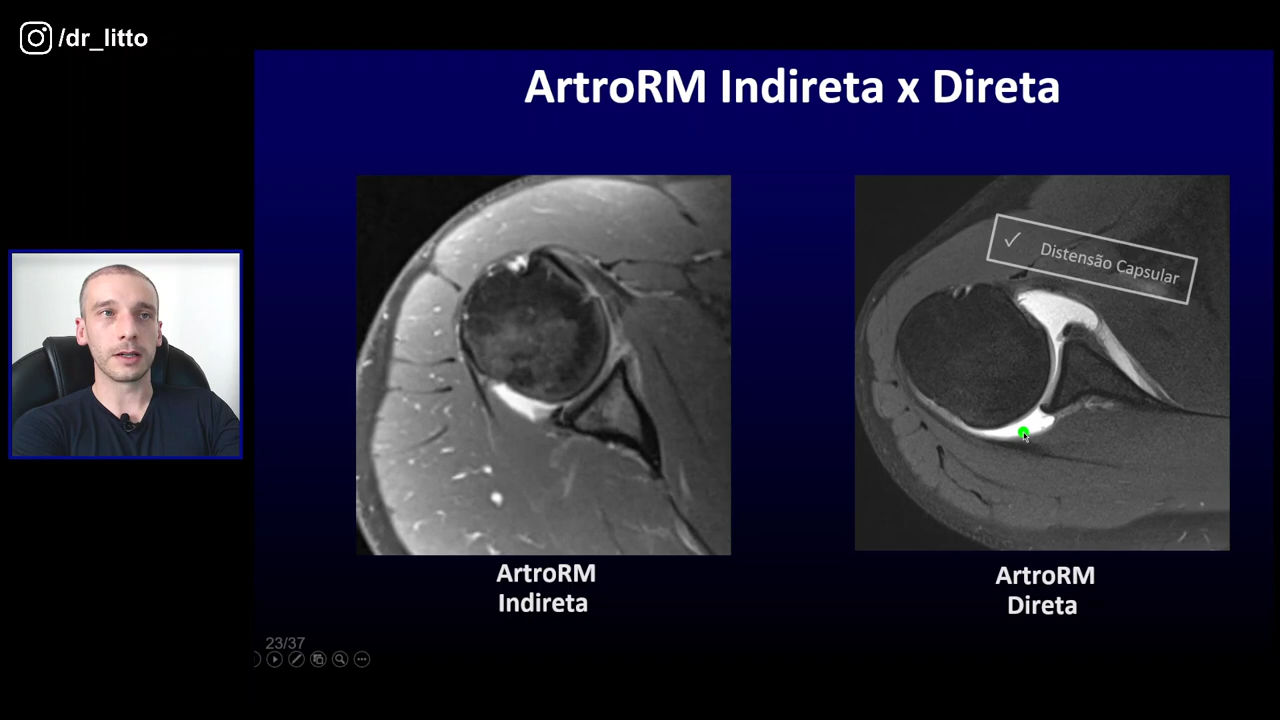 /dr_litto
ArtroRM Indireta x Direta
✓ Distensão Capsular
ArtroRM
Indireta
ArtroRM
Direta
23/37